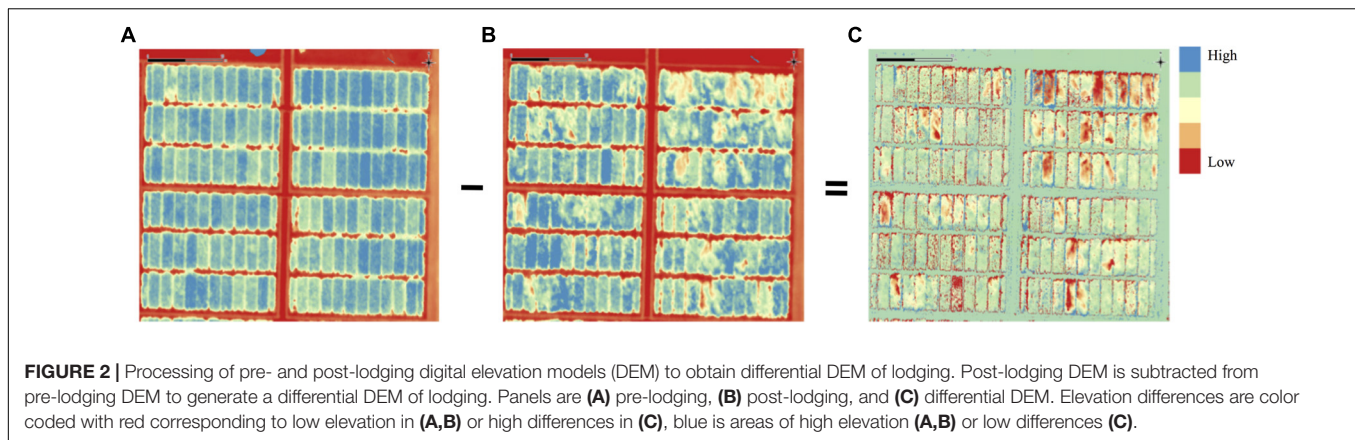 A
B
C
High
Low
−
=
FIGURE 2 | Processing of pre- and post-lodging digital elevation models (DEM) to obtain differential DEM of lodging. Post-lodging DEM is subtracted from
pre-lodging DEM to generate a differential DEM of lodging. Panels are (A) pre-lodging, (B) post-lodging, and (C) differential DEM. Elevation differences are color
coded with red corresponding to low elevation in (A,B) or high differences in (C), blue is areas of high elevation (A,B) or low differences (C).